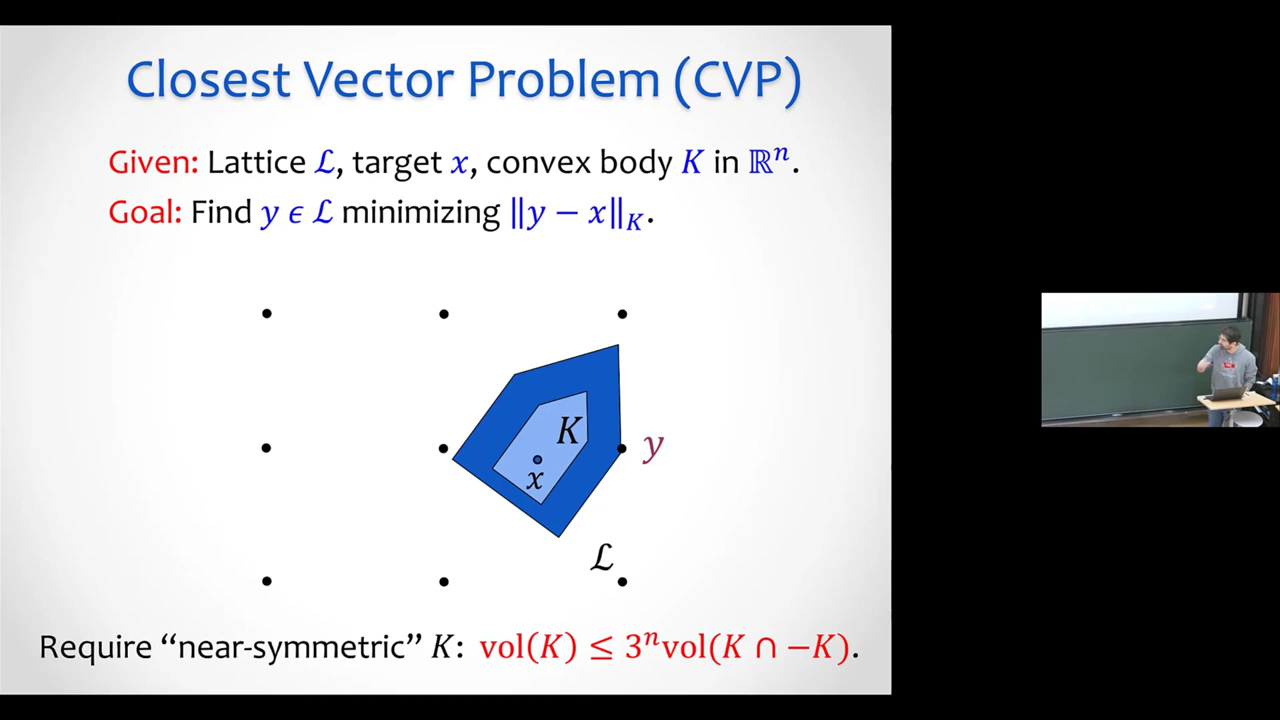 Closest Vector Problem (CVP)
Given: Lattice ℒ, target x, convex body K in ℝⁿ.
Goal: Find y ϵ ℒ minimizing ‖y − x‖_K.
K
y
x
ℒ
Require “near-symmetric” K: vol(K) ≤ 3ⁿvol(K ∩ −K).